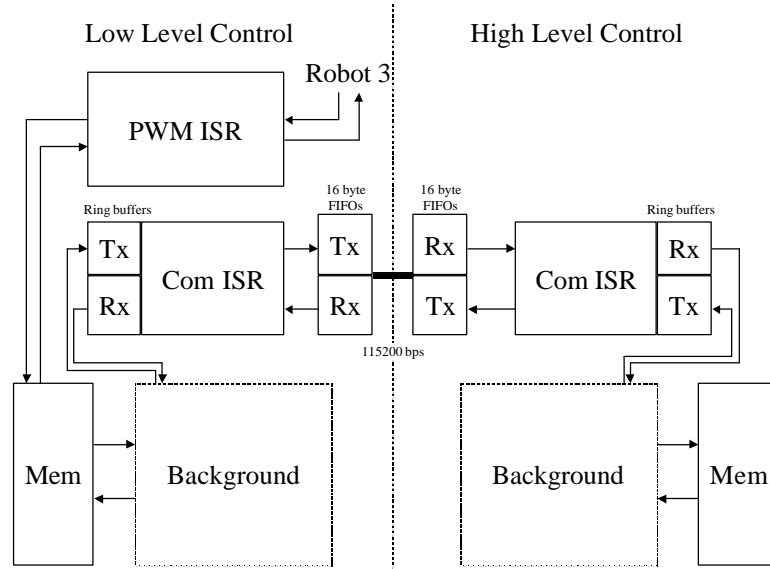 Low Level Control
High Level Control
Robot 3
PWM ISR
Ring buffers
16 byte
FIFOs
16 byte
FIFOs
Ring buffers
Tx
Com ISR
Tx
Rx
Com ISR
Rx
Rx
Rx
Tx
Tx
115200 bps
Mem
Background
Background
Mem